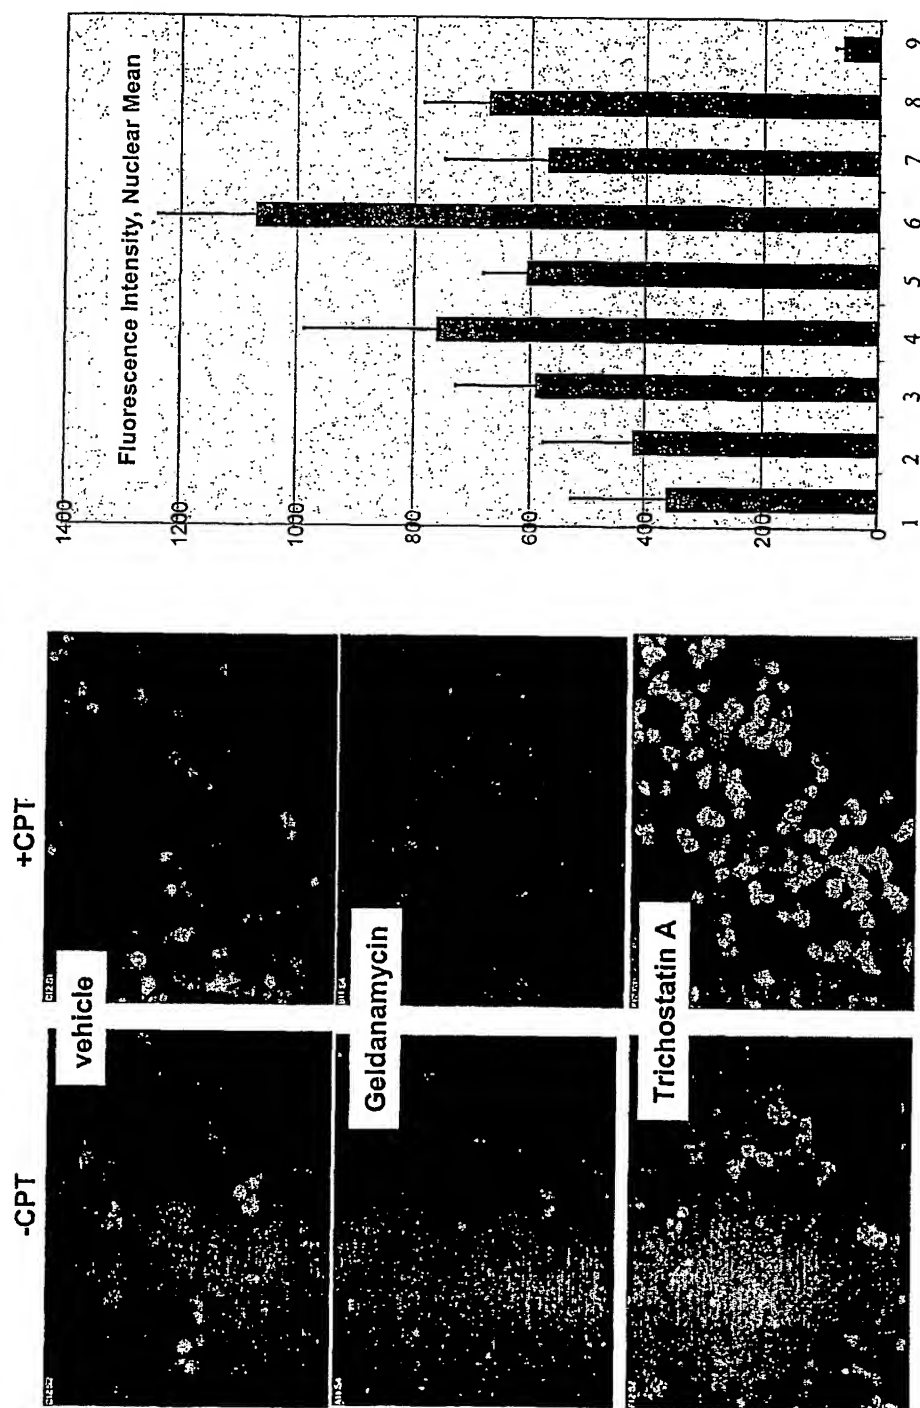 -CPT
+CPT
vehicle
Geldanamycin
Trichostatin A
Fluorescence Intensity, Nuclear Mean
1400
1200
1000
800
600
400
200
0
1 2 3 4 5 6 7 8 9